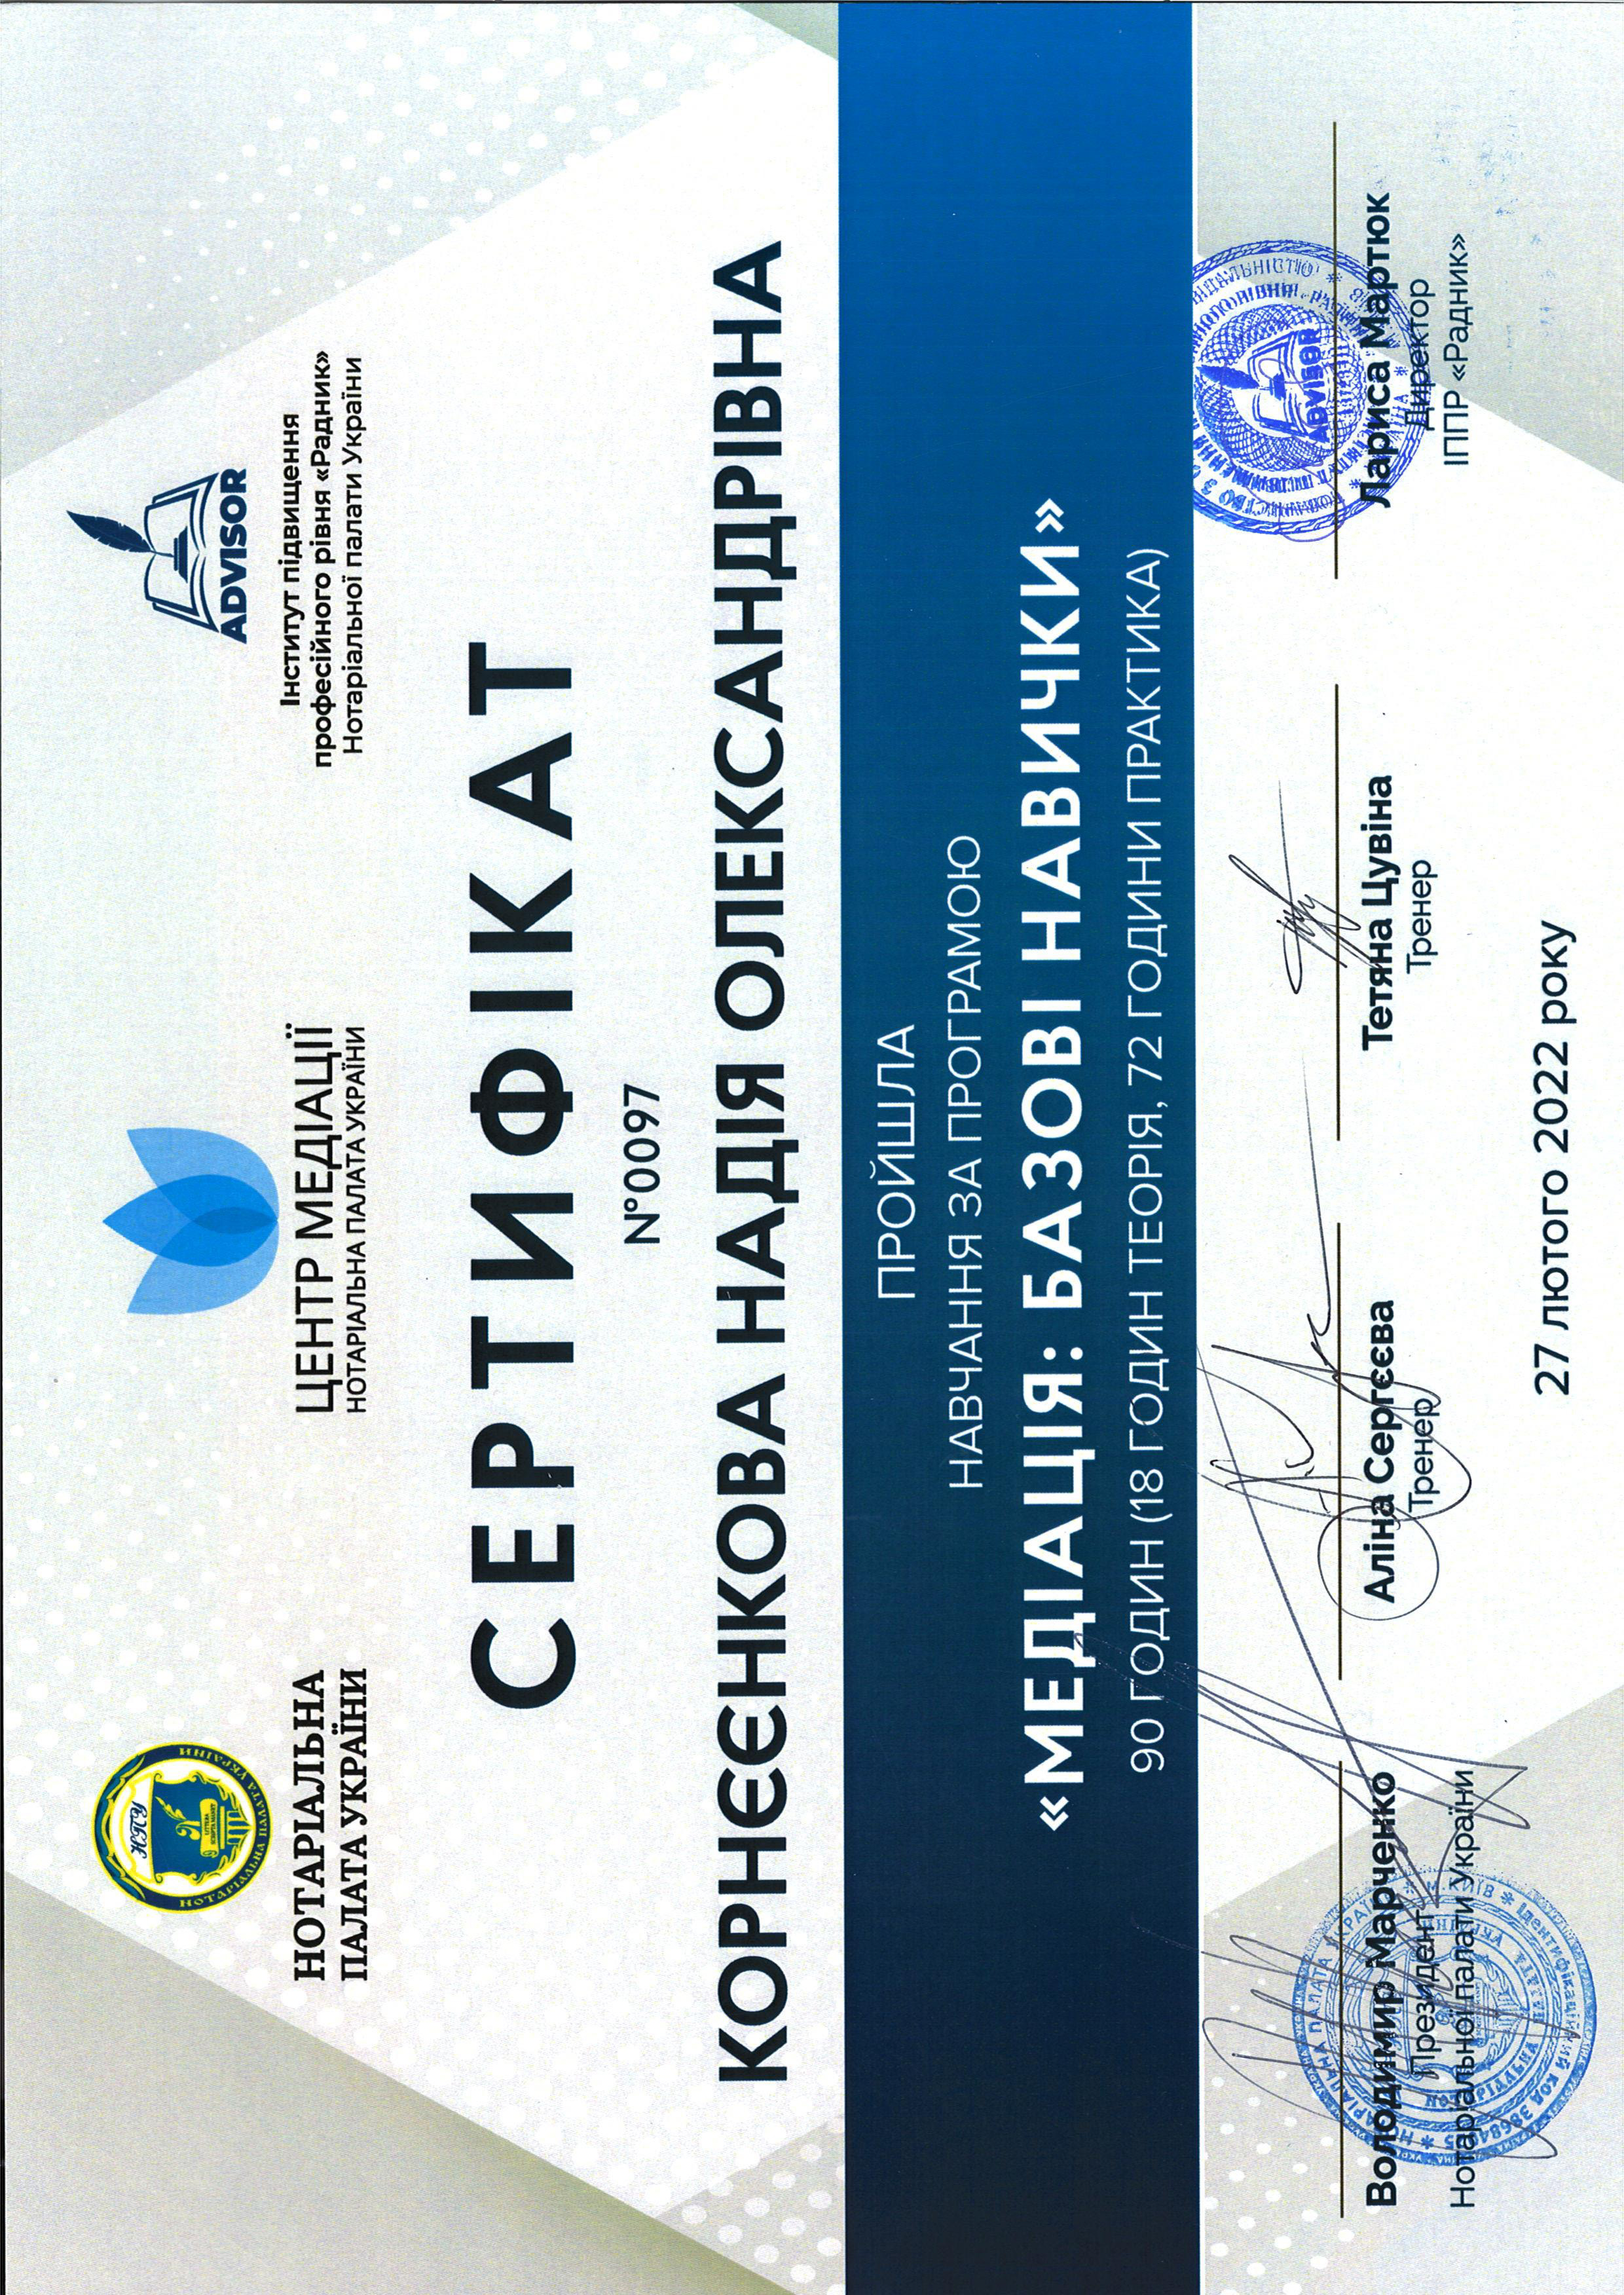 НПУ
LITTERA
SCRIPTA MANET
НОТАРІАЛЬНА ПАЛАТА УКРАЇНИ
НОТАРІАЛЬНА
ПАЛАТА УКРАЇНИ
ЦЕНТР МЕДІАЦІЇ
НОТАРІАЛЬНА ПАЛАТА УКРАЇНИ
ADVISOR
Інститут підвищення
професійного рівня «Радник»
Нотаріальної палати України
СЕРТИФІКАТ
№0097
КОРНЄЄНКОВА НАДІЯ ОЛЕКСАНДРІВНА
ПРОЙШЛА
НАВЧАННЯ ЗА ПРОГРАМОЮ
«МЕДІАЦІЯ: БАЗОВІ НАВИЧКИ»
90 ГОДИН (18 ГОДИН ТЕОРІЯ, 72 ГОДИНИ ПРАКТИКА)
Володимир Марченко
Президент
Нотаріальної палати України
Аліна Сергєєва
Тренер
Тетяна Цувіна
Тренер
ADVISOR
Лариса Мартюк
Директор
ІППР «Радник»
27 лютого 2022 року